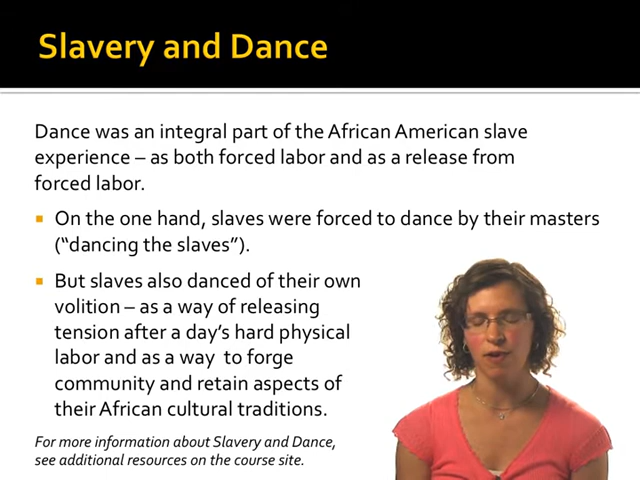 Slavery and Dance
Dance was an integral part of the African American slave
experience – as both forced labor and as a release from
forced labor.
On the one hand, slaves were forced to dance by their masters
(“dancing the slaves”).
But slaves also danced of their own
volition – as a way of releasing
tension after a day’s hard physical
labor and as a way to forge
community and retain aspects of
their African cultural traditions.
For more information about Slavery and Dance,
see additional resources on the course site.